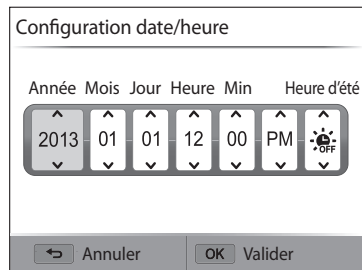 Configuration date/heure
Année Mois Jour Heure Min Heure d'été
2013 01 01 12 00 PM OFF
Annuler OK Valider